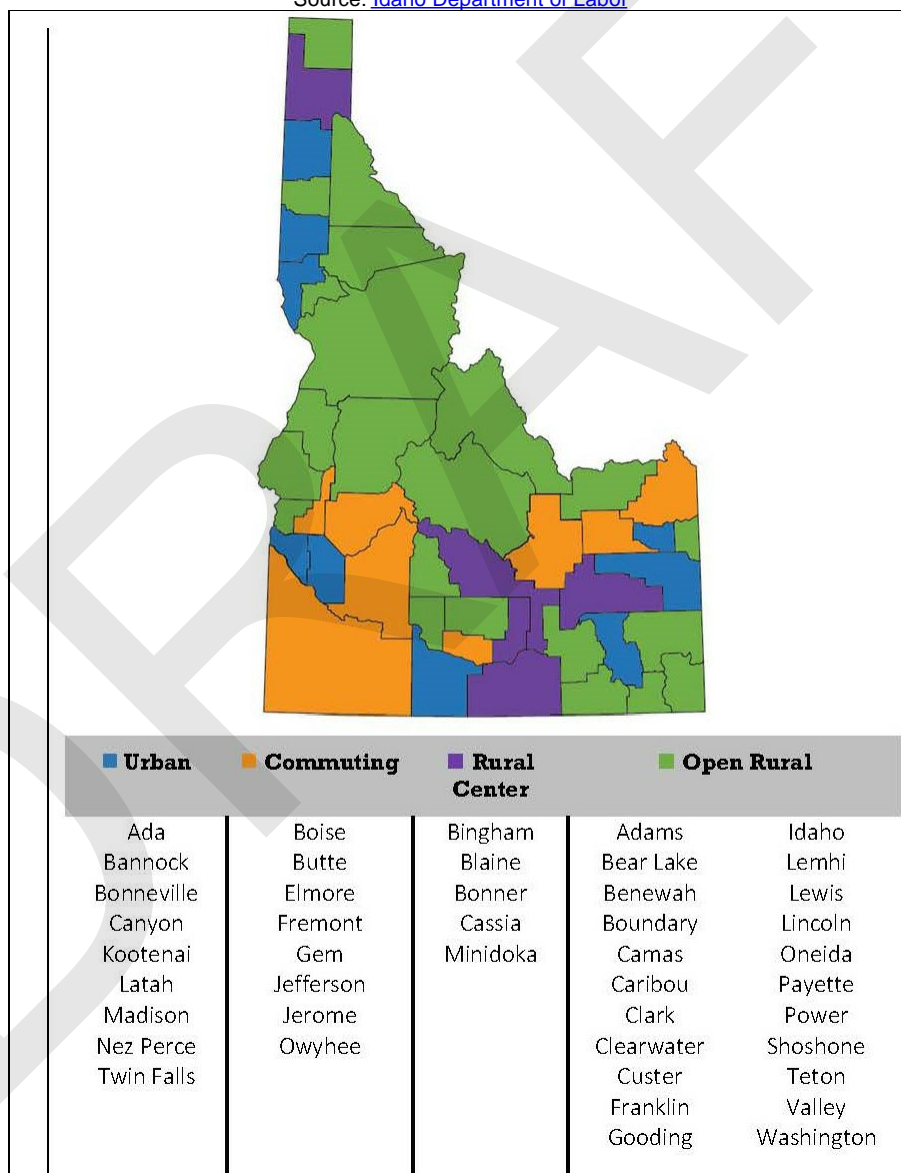 Source: Idaho Department of Labor
DRAFT
Urban
Commuting
Rural Center
Open Rural
Ada
Bannock
Bonneville
Canyon
Kootenai
Latah
Madison
Nez Perce
Twin Falls
Boise
Butte
Elmore
Fremont
Gem
Jefferson
Jerome
Owyhee
Bingham
Blaine
Bonner
Cassia
Minidoka
Adams
Bear Lake
Benewah
Boundary
Camas
Caribou
Clark
Clearwater
Custer
Franklin
Gooding
Idaho
Lemhi
Lewis
Lincoln
Oneida
Payette
Power
Shoshone
Teton
Valley
Washington